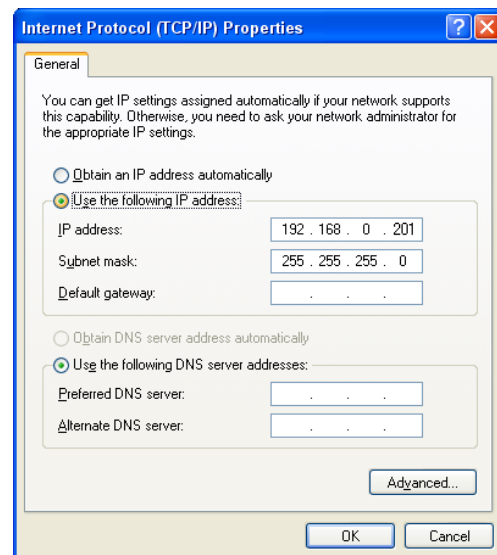 Internet Protocol (TCP/IP) Properties
General
You can get IP settings assigned automatically if your network supports
this capability. Otherwise, you need to ask your network administrator for
the appropriate IP settings.
Obtain an IP address automatically
Use the following IP address:
IP address: 192 . 168 . 0 . 201
Subnet mask: 255 . 255 . 255 . 0
Default gateway: . . .
Obtain DNS server address automatically
Use the following DNS server addresses:
Preferred DNS server: . . .
Alternate DNS server: . . .
Advanced...
OK Cancel